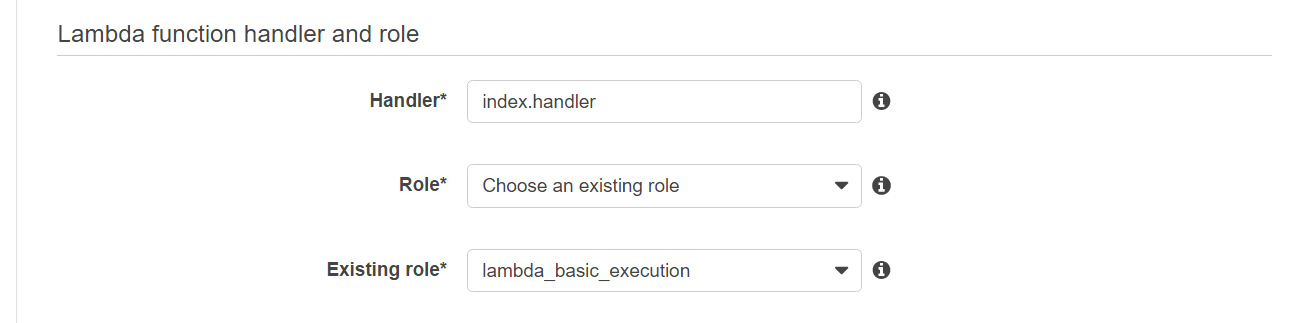 Lambda function handler and role
Handler* index.handler
Role* Choose an existing role
Existing role* lambda_basic_execution